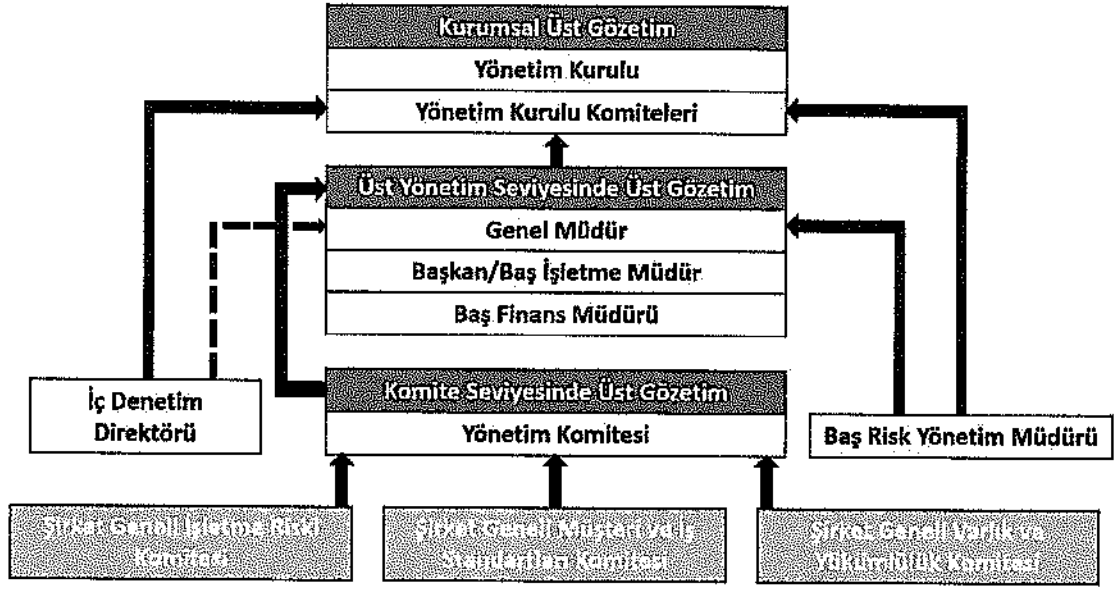 Kurumsal Üst Gözetim
Yönetim Kurulu
Yönetim Kurulu Komiteleri
Üst Yönetim Seviyesinde Üst Gözetim
Genel Müdür
Başkan/Baş İşletme Müdür
Baş Finans Müdürü
İç Denetim
Direktörü
Komite Seviyesinde Üst Gözetim
Yönetim Komitesi
Baş Risk Yönetim Müdürü
Şirket Geneli İşletme Riski
Komitesi
Şirket Geneli Müşteri ve İş
Standartları Komitesi
Şirket Geneli Varlık ve
Yükümlülük Komitesi